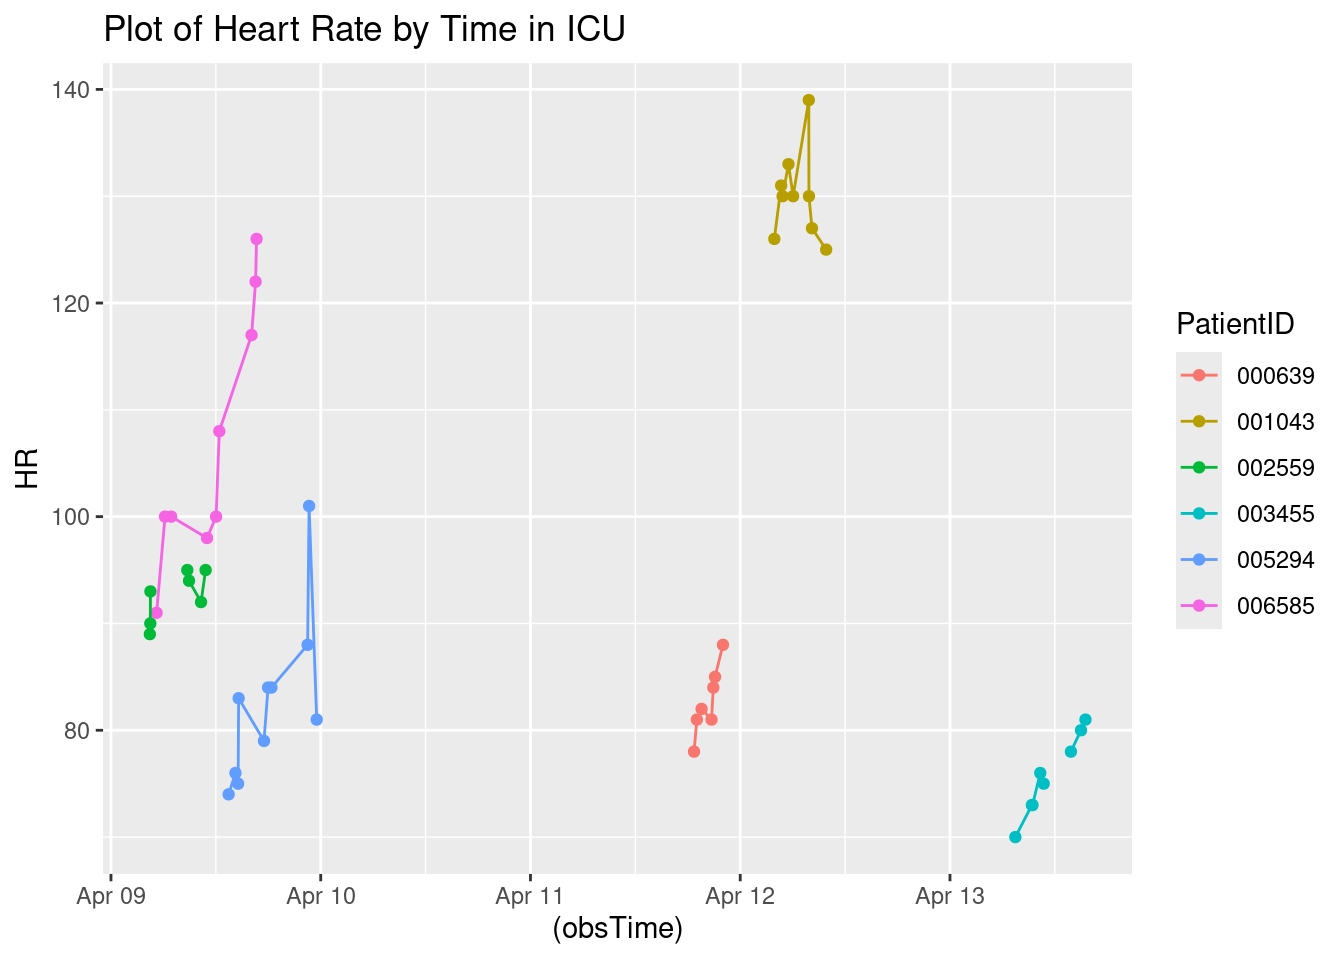 Plot of Heart Rate by Time in ICU
140
120
100
80
HR
Apr 09
Apr 10
Apr 11
Apr 12
Apr 13
(obsTime)
PatientID
000639
001043
002559
003455
005294
006585